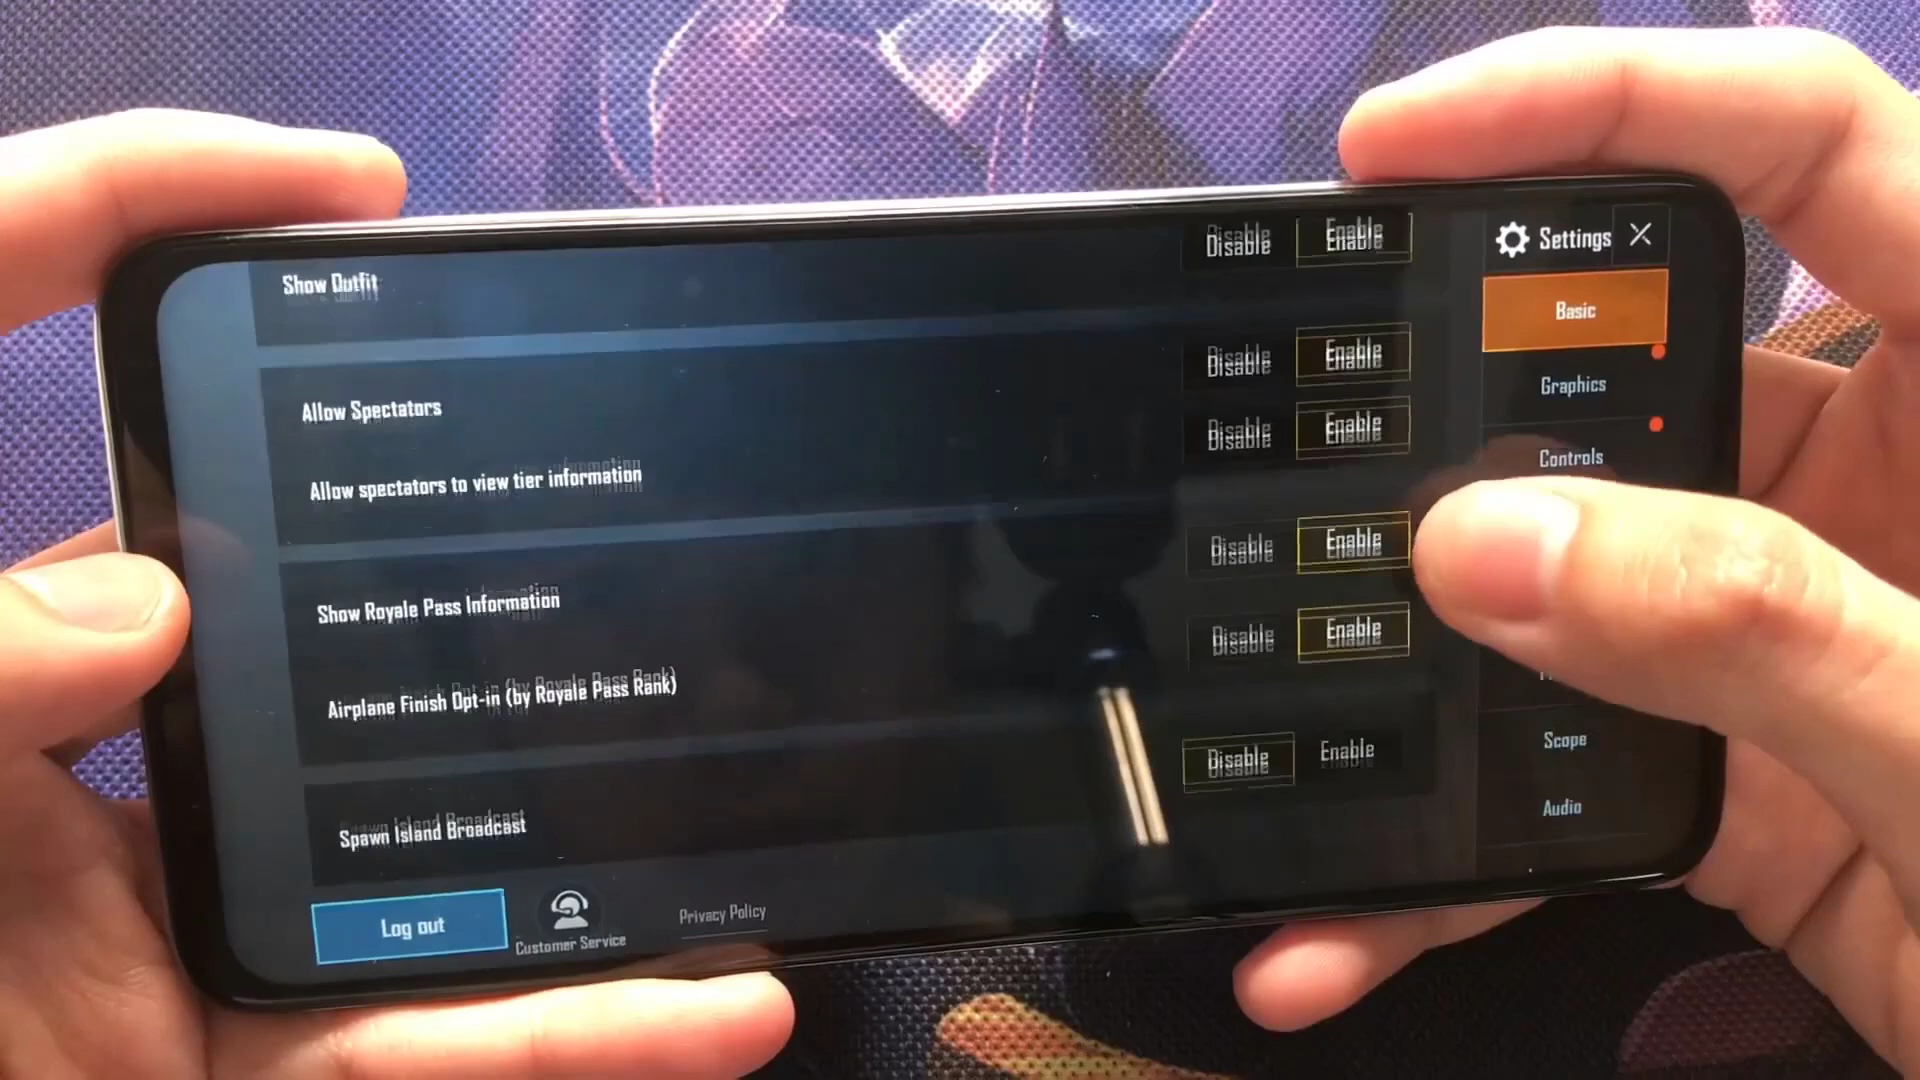 Show Outfit
Disable Enable
Allow Spectators
Disable Enable
Allow spectators to view tier information
Disable Enable
Show Royale Pass Information
Disable Enable
Airplane Finish Opt-in (by Royale Pass Rank)
Disable Enable
Spawn Island Broadcast
Disable Enable
Log out
Customer Service
Privacy Policy
Settings
Basic
Graphics
Controls
Scope
Audio